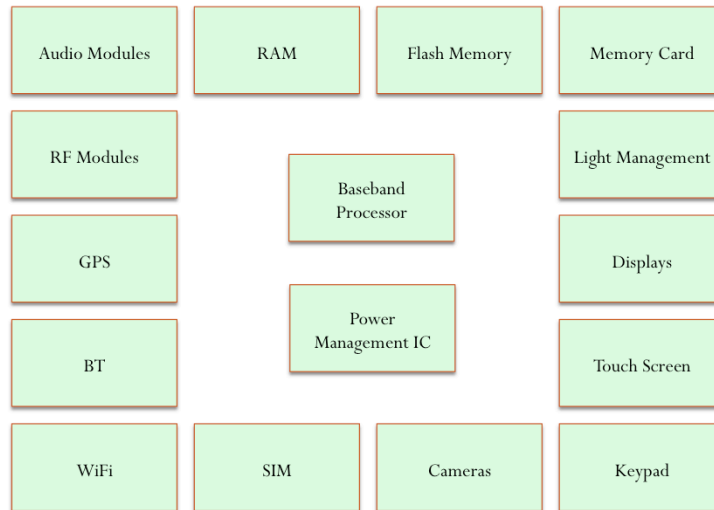 Audio Modules
RAM
Flash Memory
Memory Card
RF Modules
Light Management
Baseband
Processor
GPS
Displays
Power
Management IC
BT
Touch Screen
WiFi
SIM
Cameras
Keypad